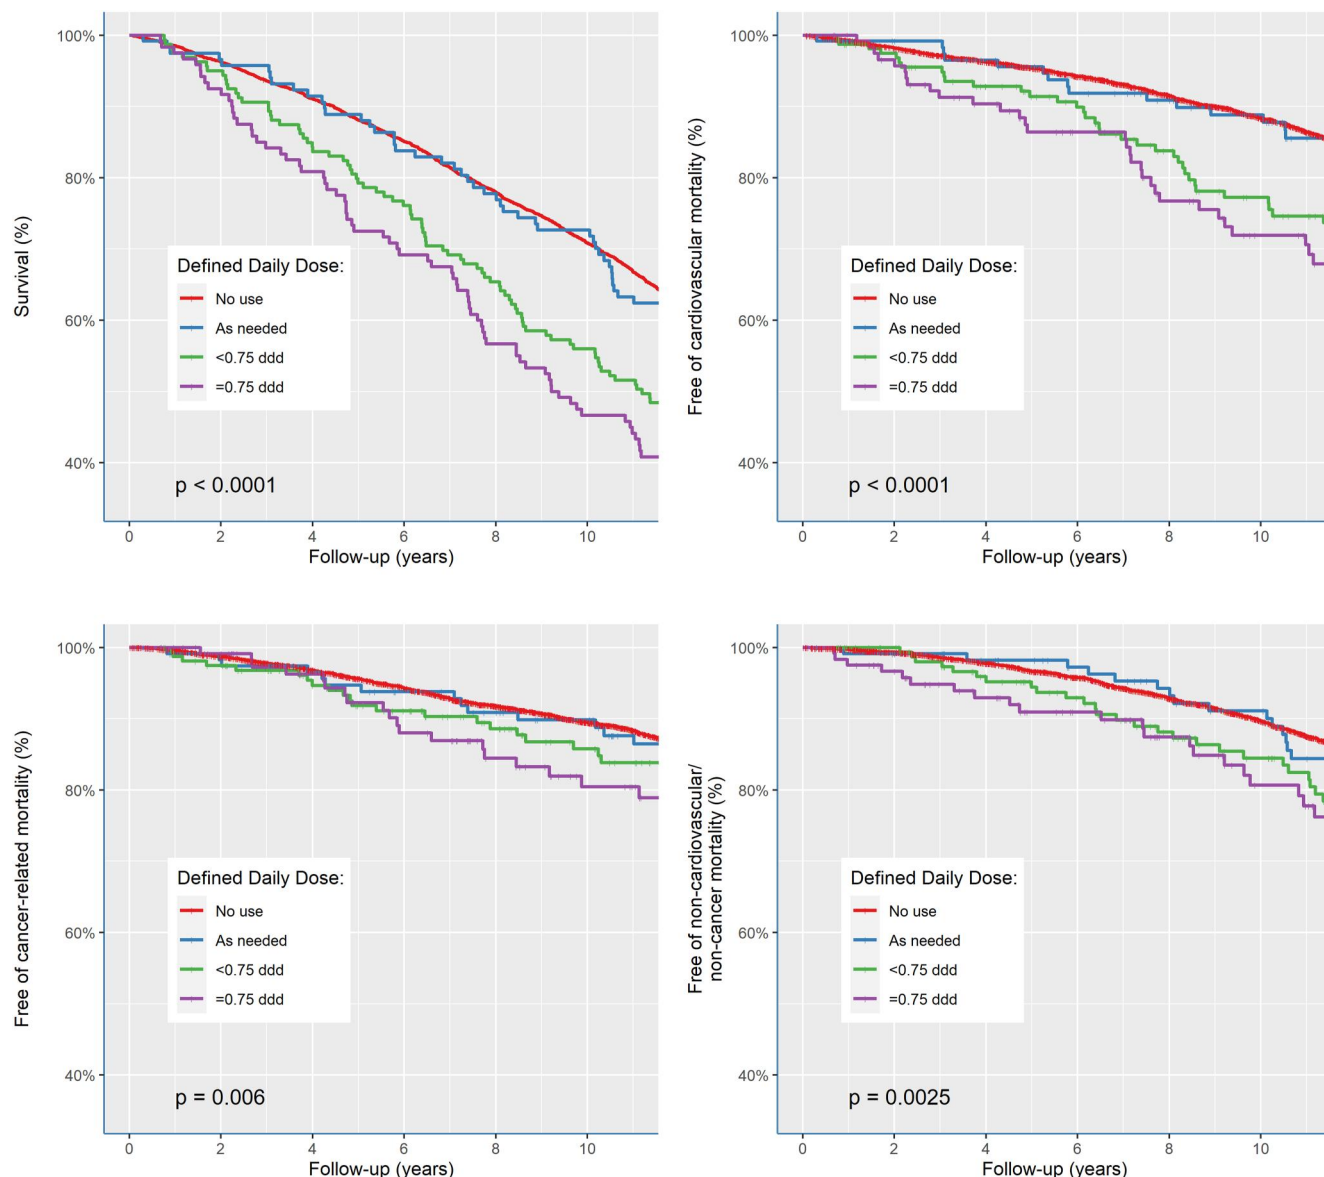 Survival (%)
100%
80%
60%
40%
Defined Daily Dose:
No use
As needed
<0.75 ddd
=0.75 ddd
p < 0.0001
0 2 4 6 8 10
Follow-up (years)
Free of cardiovascular mortality (%)
100%
80%
60%
40%
Defined Daily Dose:
No use
As needed
<0.75 ddd
=0.75 ddd
p < 0.0001
0 2 4 6 8 10
Follow-up (years)
Free of cancer-related mortality (%)
100%
80%
60%
40%
Defined Daily Dose:
No use
As needed
<0.75 ddd
=0.75 ddd
p = 0.006
0 2 4 6 8 10
Follow-up (years)
Free of non-cardiovascular/
non-cancer mortality (%)
100%
80%
60%
40%
Defined Daily Dose:
No use
As needed
<0.75 ddd
=0.75 ddd
p = 0.0025
0 2 4 6 8 10
Follow-up (years)